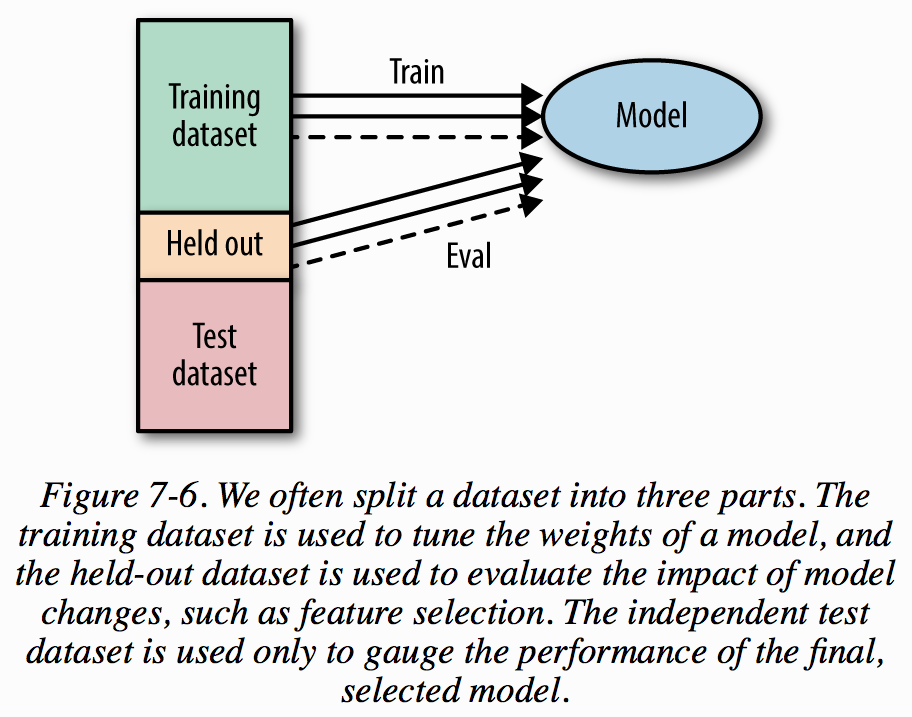 Train
Training
dataset
Model
Held out
Eval
Test
dataset
Figure 7-6. We often split a dataset into three parts. The
training dataset is used to tune the weights of a model, and
the held-out dataset is used to evaluate the impact of model
changes, such as feature selection. The independent test
dataset is used only to gauge the performance of the final,
selected model.